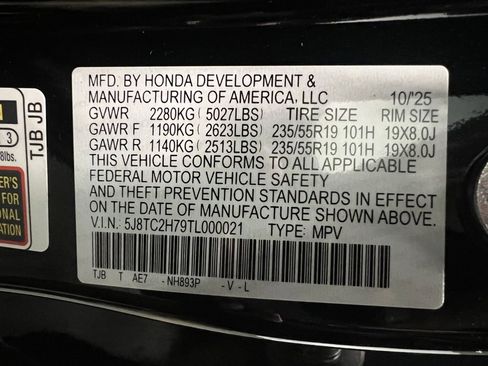 MFD. BY HONDA DEVELOPMENT &
MANUFACTURING OF AMERICA, LLC 10/'25
GVWR 2280KG(5027LBS) TIRE SIZE RIM SIZE
GAWR F 1190KG(2623LBS) 235/55R19 101H 19X8.0J
GAWR R 1140KG(2513LBS) 235/55R19 101H 19X8.0J
THIS VEHICLE CONFORMS TO ALL APPLICABLE
FEDERAL MOTOR VEHICLE SAFETY
AND THEFT PREVENTION STANDARDS IN EFFECT
ON THE DATE OF MANUFACTURE SHOWN ABOVE.
V.I.N.: 5J8TC2H79TL000021 TYPE: MPV
TJB T AE7 -NH893P -V-L
TJB JB
3
lbs.
FOR